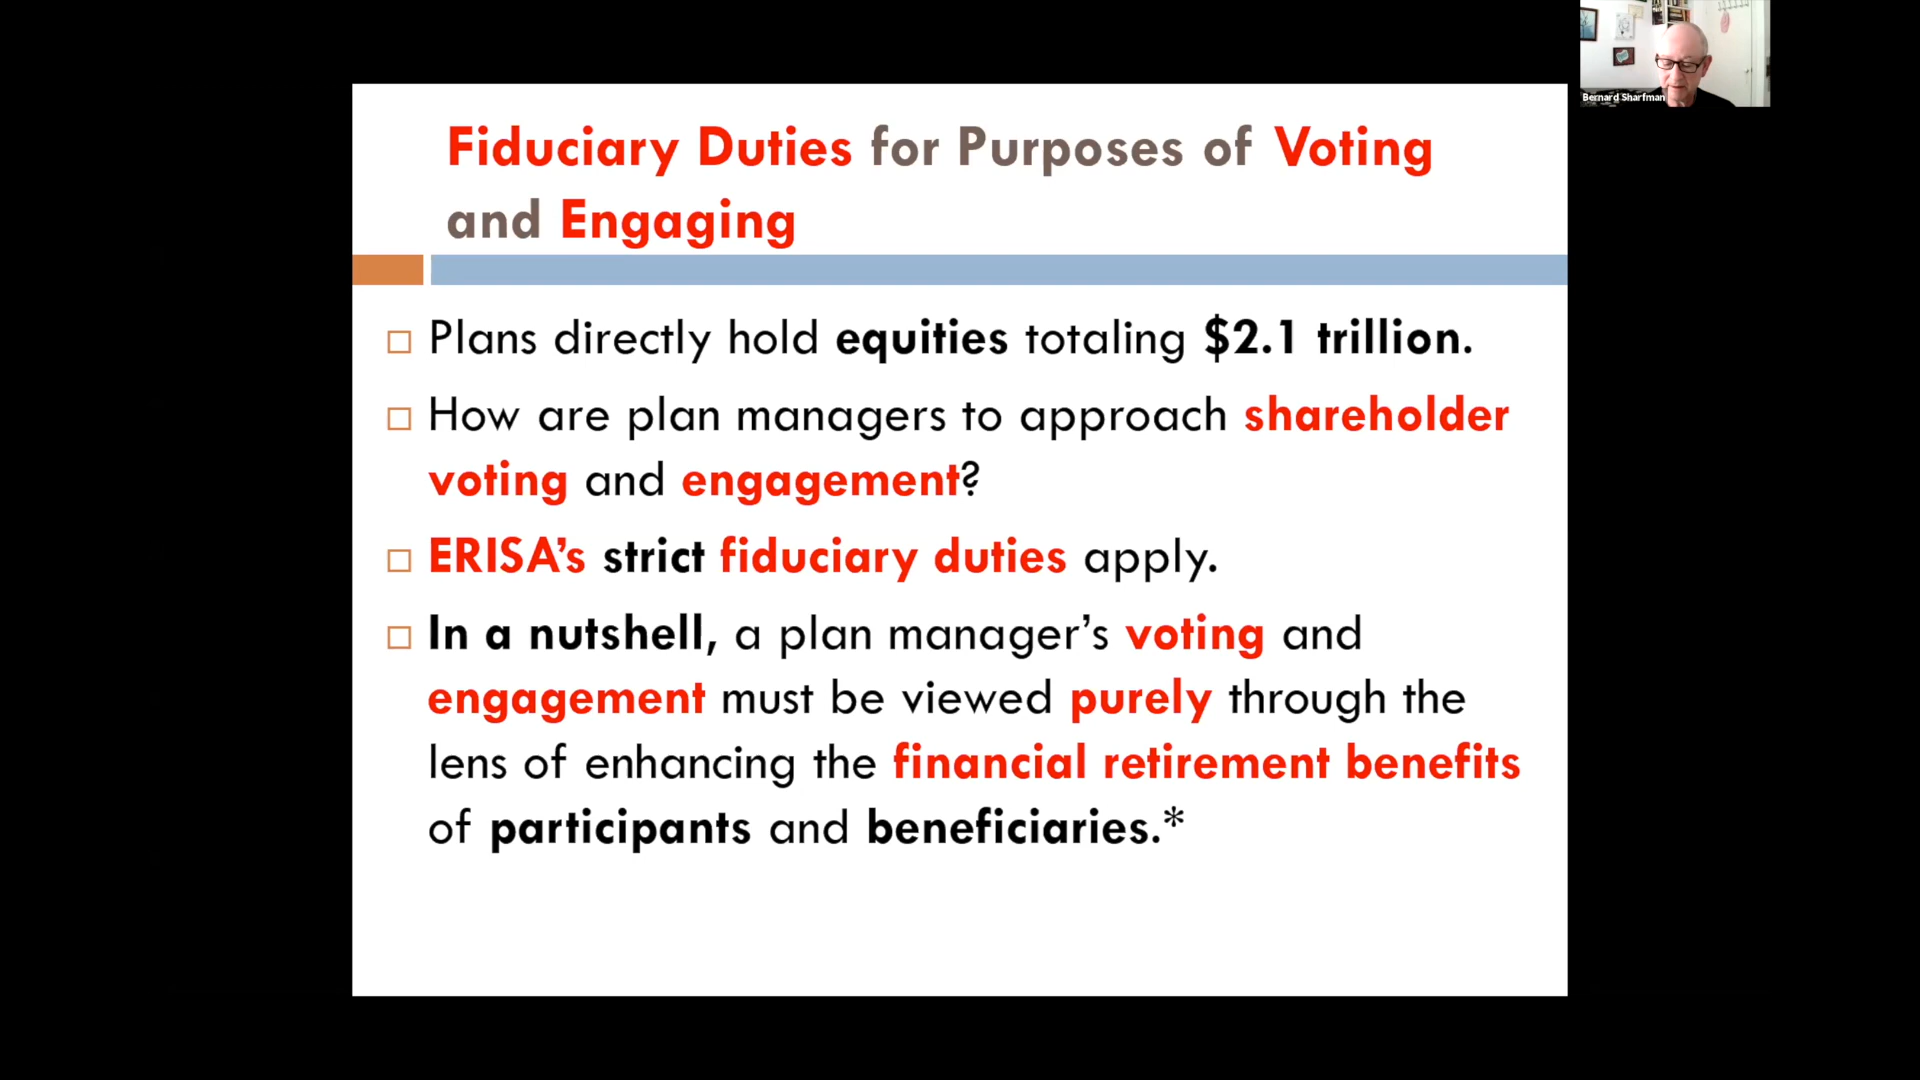 Bernard Sharfman
Fiduciary Duties for Purposes of Voting
and Engaging
Plans directly hold equities totaling $2.1 trillion.
How are plan managers to approach shareholder
voting and engagement?
ERISA’s strict fiduciary duties apply.
In a nutshell, a plan manager’s voting and
engagement must be viewed purely through the
lens of enhancing the financial retirement benefits
of participants and beneficiaries.*